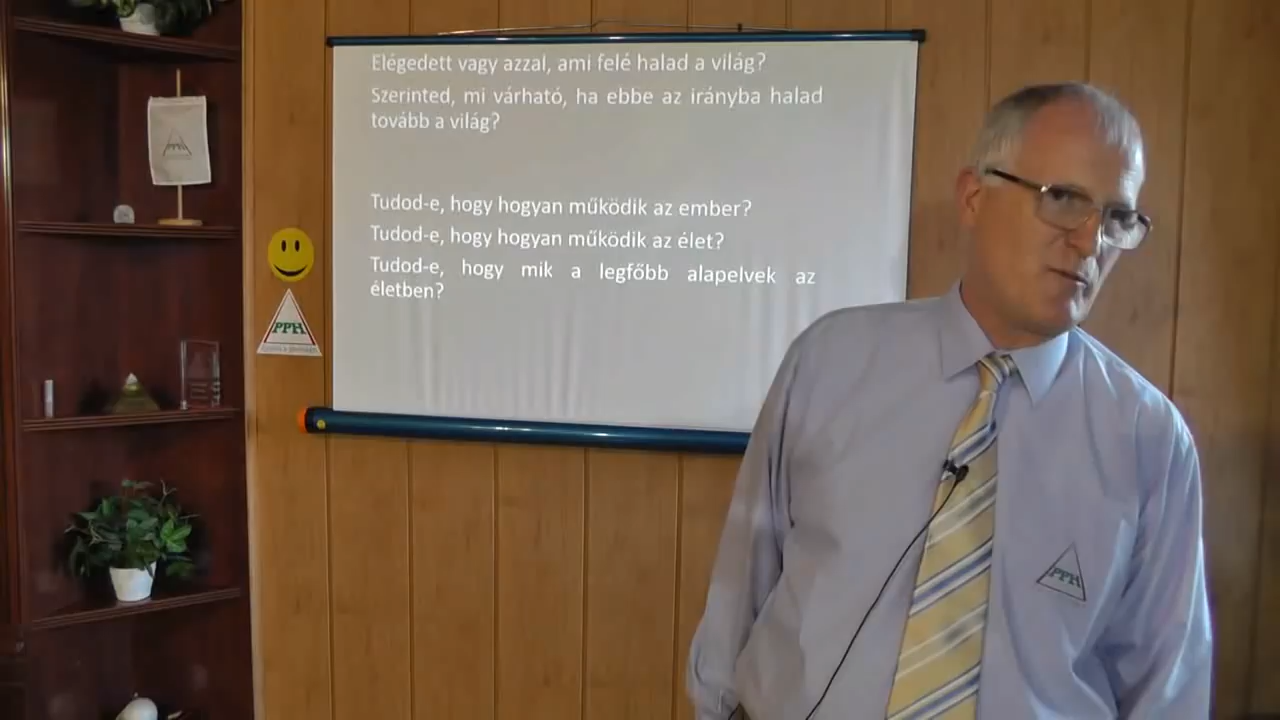 Elégedett vagy azzal, ami felé halad a világ?
Szerinted, mi várható, ha ebbe az irányba halad
tovább a világ?
Tudod-e, hogy hogyan működik az ember?
Tudod-e, hogy hogyan működik az élet?
Tudod-e, hogy mik a legfőbb alapelvek az
életben?
PPH
PPH
PPH